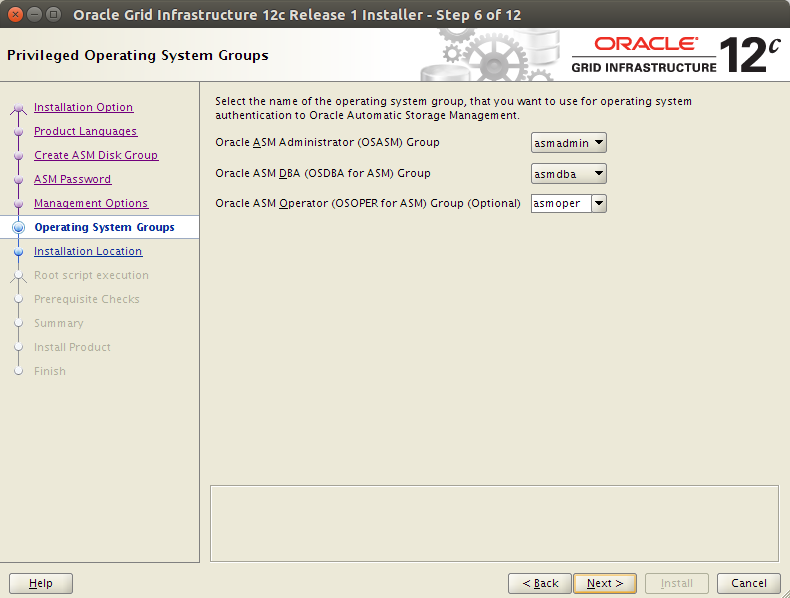 Oracle Grid Infrastructure 12c Release 1 Installer - Step 6 of 12
Privileged Operating System Groups
ORACLE
GRID INFRASTRUCTURE
12c
Installation Option
Product Languages
Create ASM Disk Group
ASM Password
Management Options
Operating System Groups
Installation Location
Root script execution
Prerequisite Checks
Summary
Install Product
Finish
Select the name of the operating system group, that you want to use for operating system
authentication to Oracle Automatic Storage Management.
Oracle ASM Administrator (OSASM) Group asmadmin
Oracle ASM DBA (OSDBA for ASM) Group asmdba
Oracle ASM Operator (OSOPER for ASM) Group (Optional) asmoper
Help < Back Next > Install Cancel